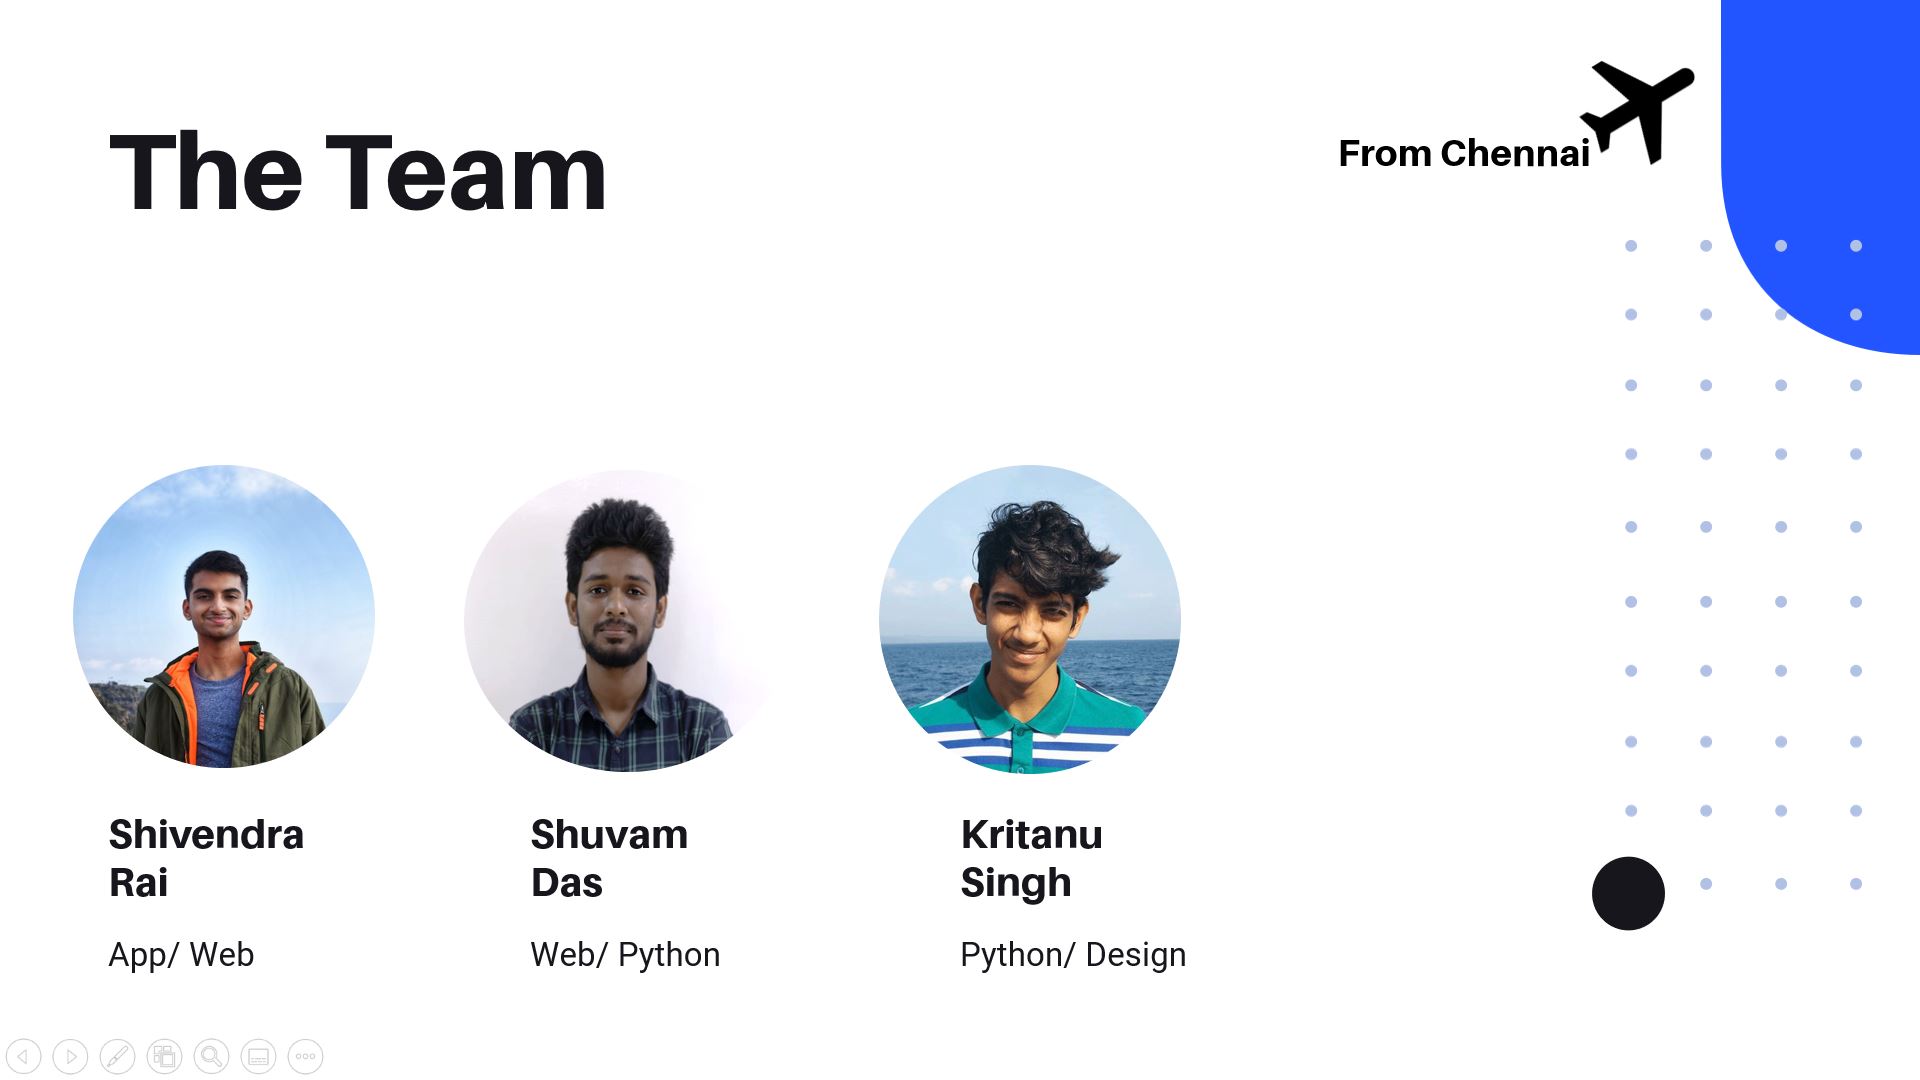 The Team
From Chennai
Shivendra
Rai
App/ Web
Shuvam
Das
Web/ Python
Kritanu
Singh
Python/ Design